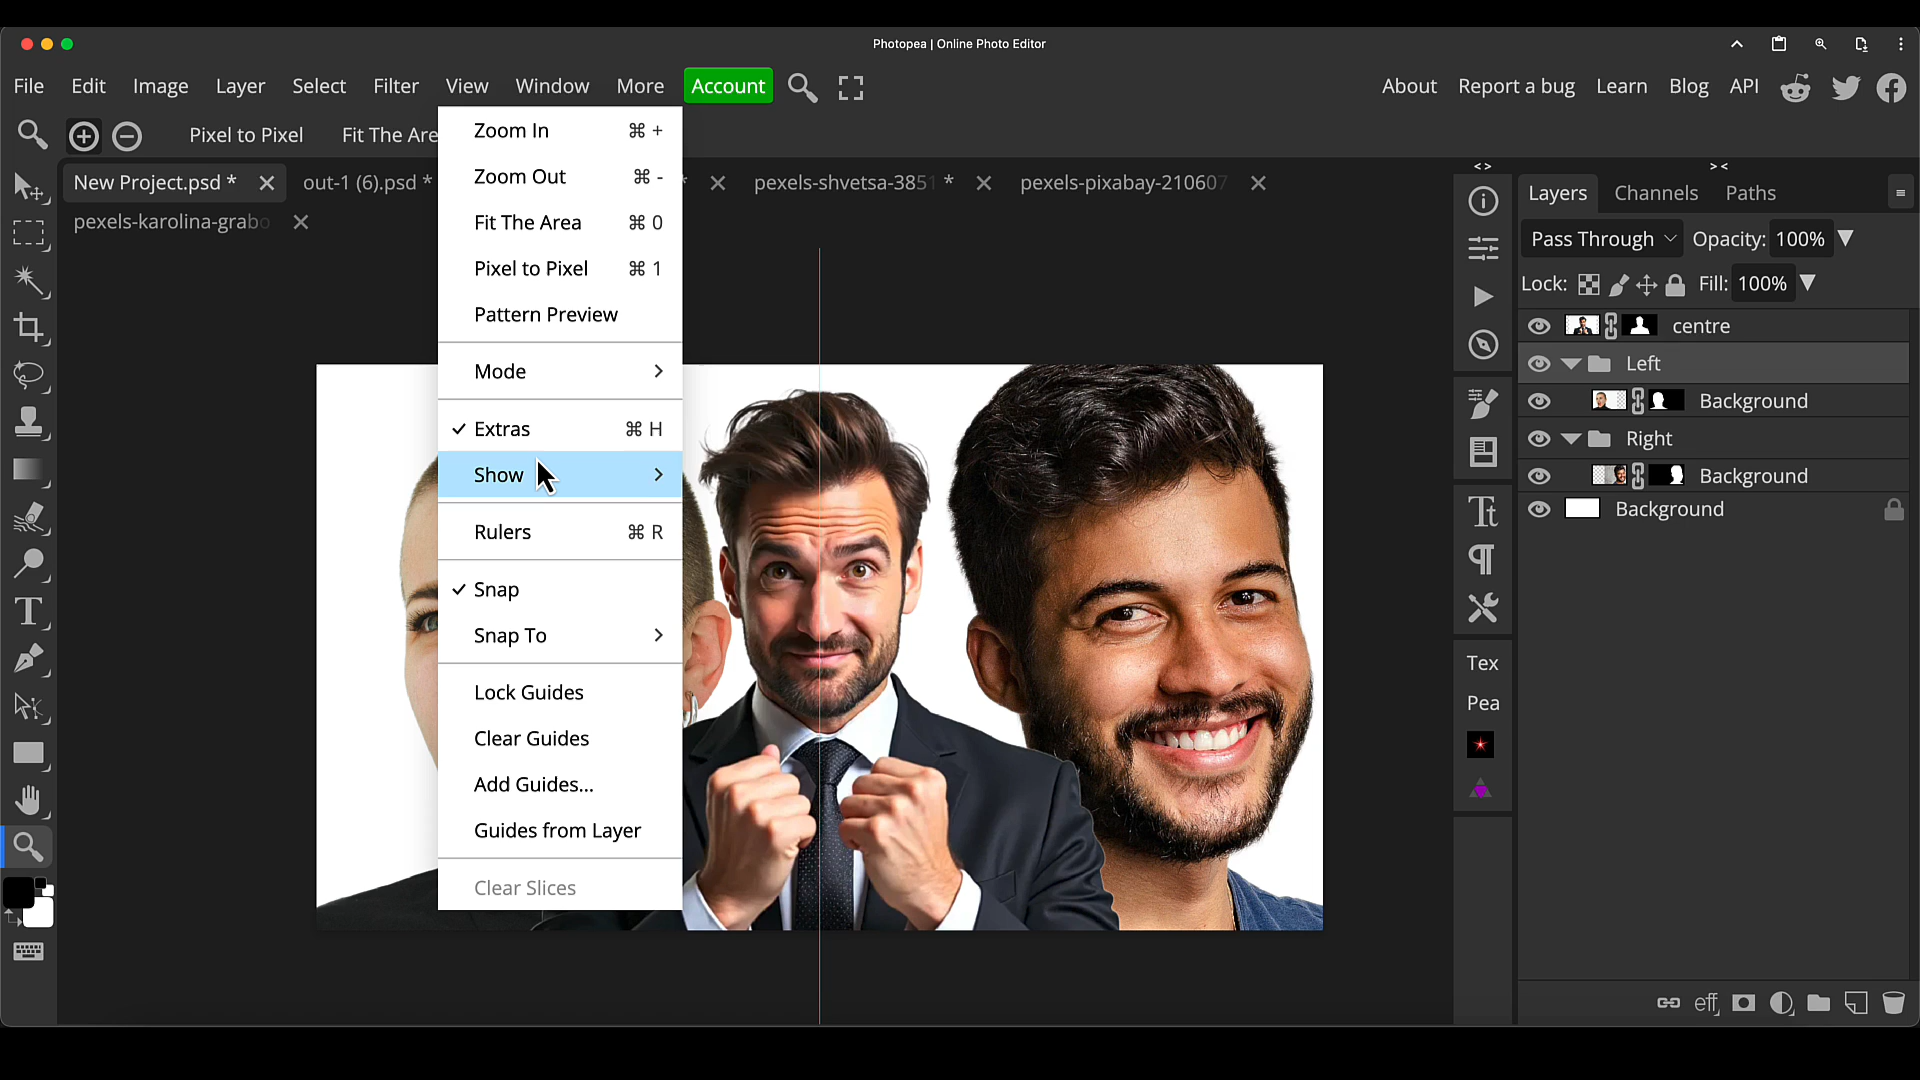 Photopea | Online Photo Editor
File Edit Image Layer Select Filter View Window More Account About Report a bug Learn Blog API
Pixel to Pixel Fit The Are
New Project.psd * out-1 (6).psd * * pexels-shvetsa-3851 * pexels-pixabay-210607
pexels-karolina-grabo
Zoom In ⌘ +
Zoom Out ⌘ -
Fit The Area ⌘ 0
Pixel to Pixel ⌘ 1
Pattern Preview
Mode
Extras ⌘ H
Show
Rulers ⌘ R
Snap
Snap To
Lock Guides
Clear Guides
Add Guides...
Guides from Layer
Clear Slices
Tex
Pea
Layers Channels Paths
Pass Through Opacity: 100%
Lock: Fill: 100%
centre
Left
Background
Right
Background
Background
eff